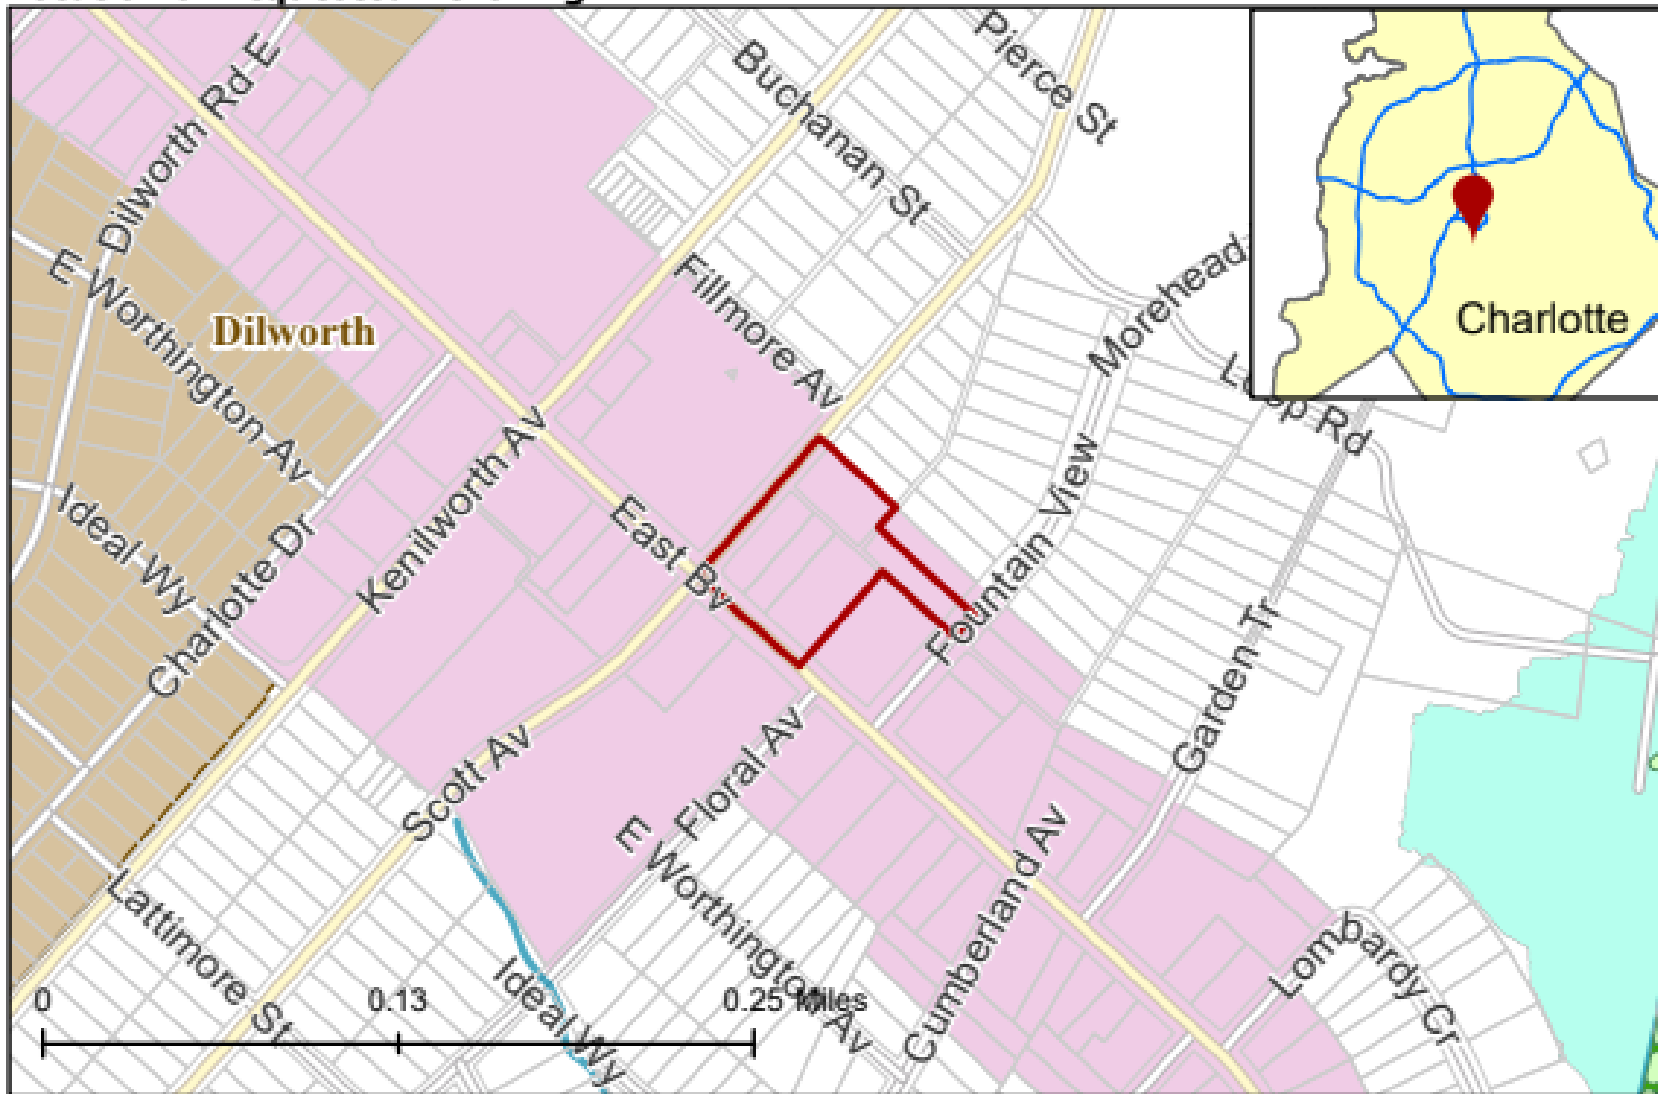 Pierce St
Buchanan St
Dilworth Rd E
Morehead
E Worthington Av
Fillmore Av
Charlotte
Dilworth
Rd
Kenilworth Av
Fountain View
East Bv
Ideal Wy
Charlotte Dr
Garden Tr
Scott Av
Floral Av
E Worthington Av
Cumberland Av
Lattimore St
Lombardy Cr
Ideal Wy
0
0.13
0.25 Miles